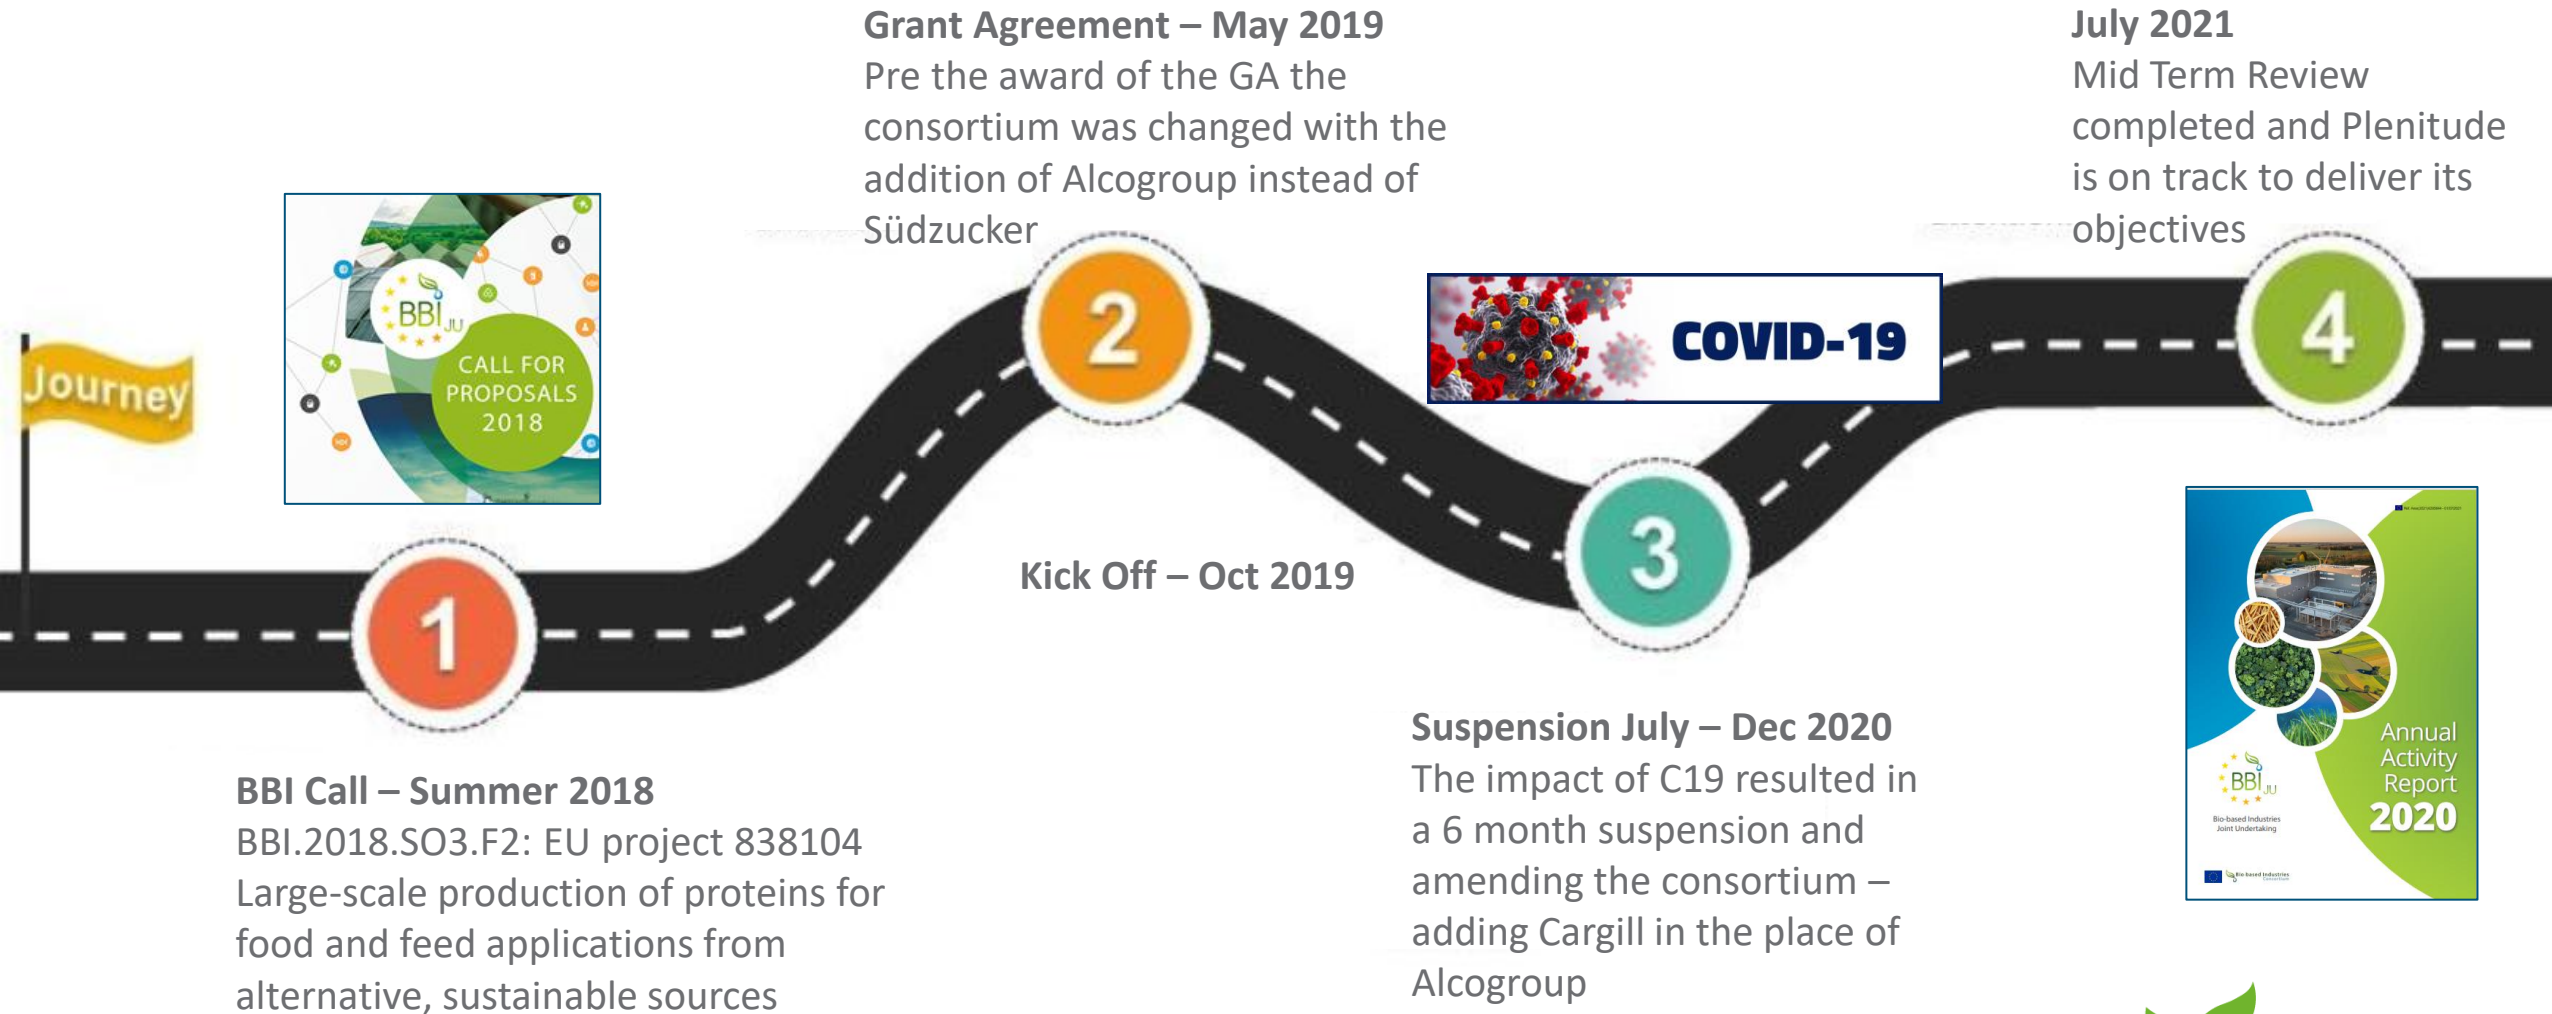 Grant Agreement – May 2019
Pre the award of the GA the
consortium was changed with the
addition of Alcogroup instead of
Südzucker
July 2021
Mid Term Review
completed and Plenitude
is on track to deliver its
objectives
Journey
BBI JU
CALL FOR
PROPOSALS
2018
1
2
COVID-19
3
4
Kick Off – Oct 2019
BBI Call – Summer 2018
BBI.2018.SO3.F2: EU project 838104
Large-scale production of proteins for
food and feed applications from
alternative, sustainable sources
Suspension July – Dec 2020
The impact of C19 resulted in
a 6 month suspension and
amending the consortium –
adding Cargill in the place of
Alcogroup
Annual
Activity
Report
2020
BBI JU
Bio-based Industries
Joint Undertaking
Bio-based Industries
Consortium